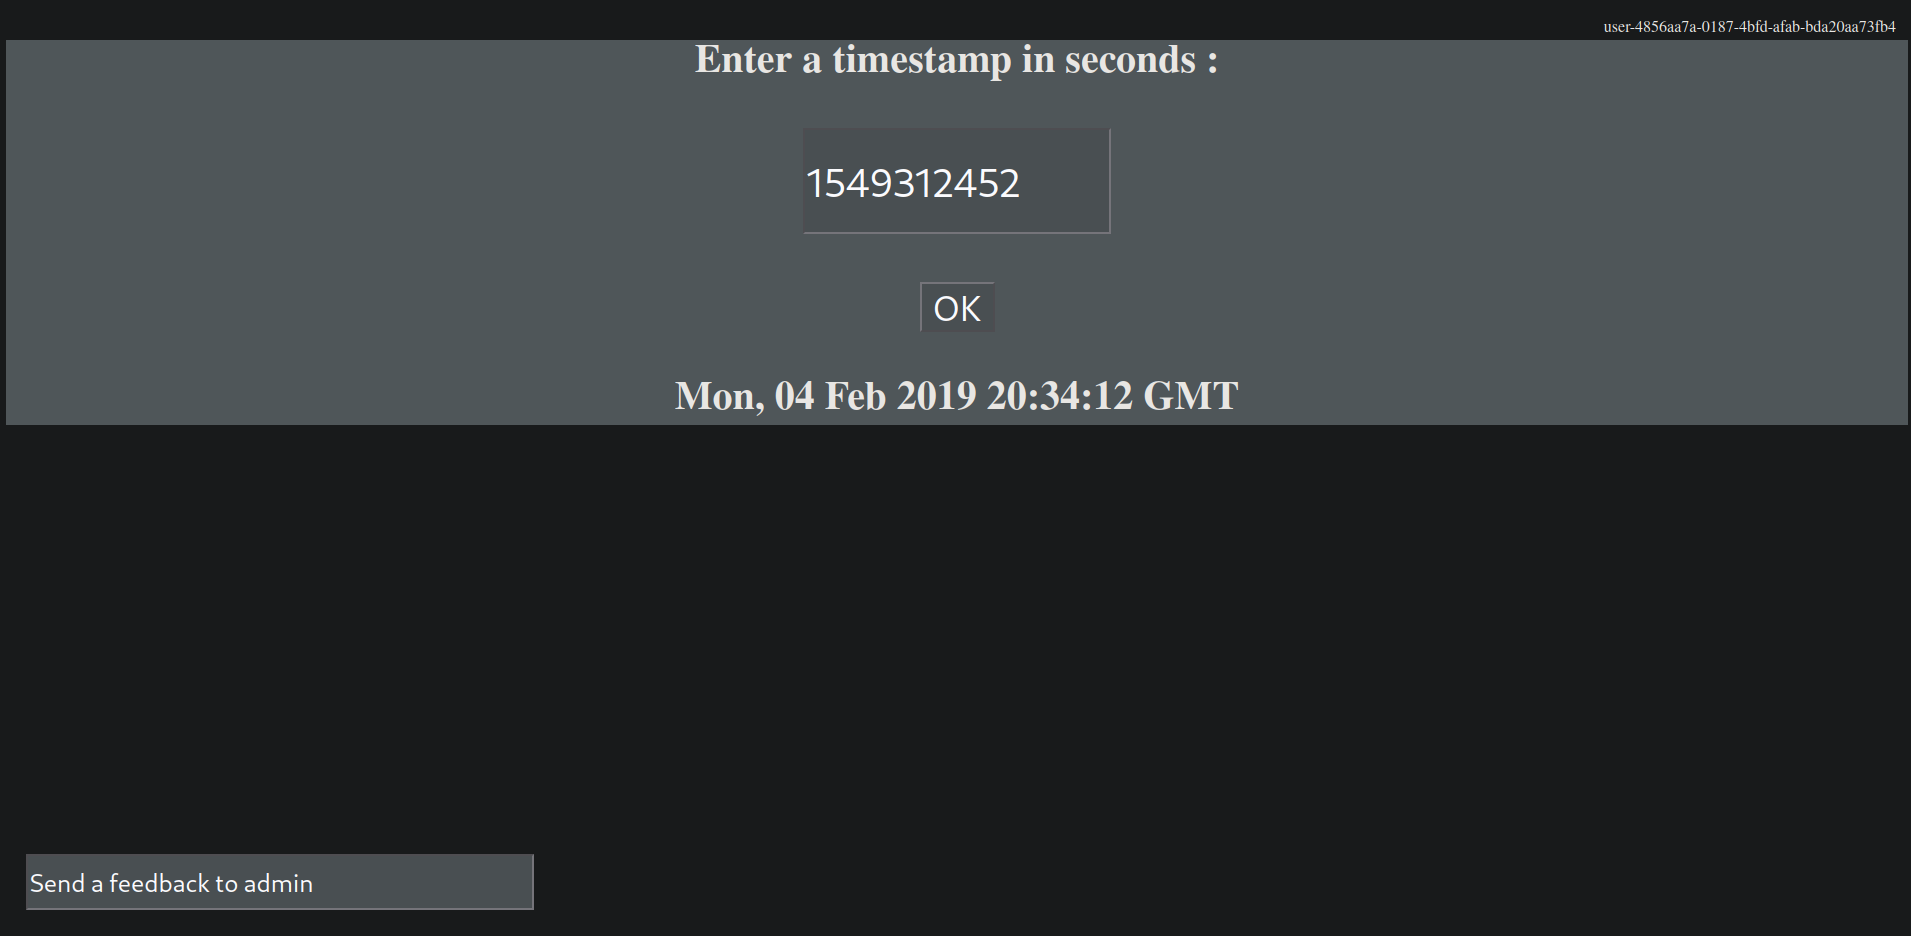 user-4856aa7a-0187-4bfd-afab-bda20aa73fb4
Enter a timestamp in seconds :
1549312452
OK
Mon, 04 Feb 2019 20:34:12 GMT
Send a feedback to admin